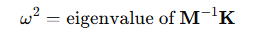 ω² = eigenvalue of M⁻¹K